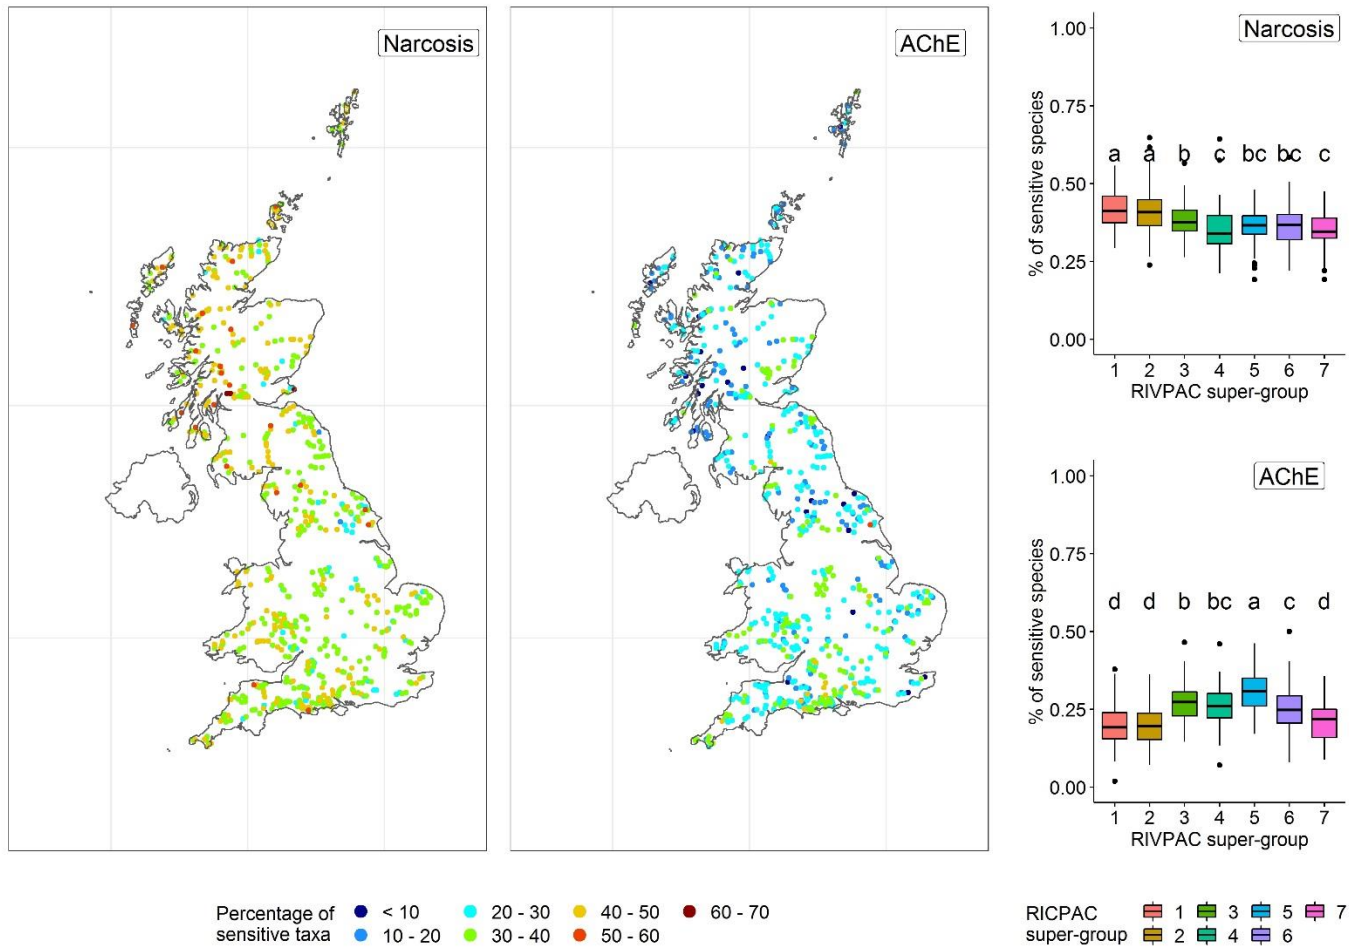 Narcosis
AChE
Percentage of
sensitive taxa
< 10
10 - 20
20 - 30
30 - 40
40 - 50
50 - 60
60 - 70
Narcosis
% of sensitive species
1.00
0.75
0.50
0.25
0.00
a a b c bc bc c
1 2 3 4 5 6 7
RIVPAC super-group
AChE
% of sensitive species
1.00
0.75
0.50
0.25
0.00
d d b bc a c d
1 2 3 4 5 6 7
RIVPAC super-group
RICPAC
super-group
1 3 5 7
2 4 6